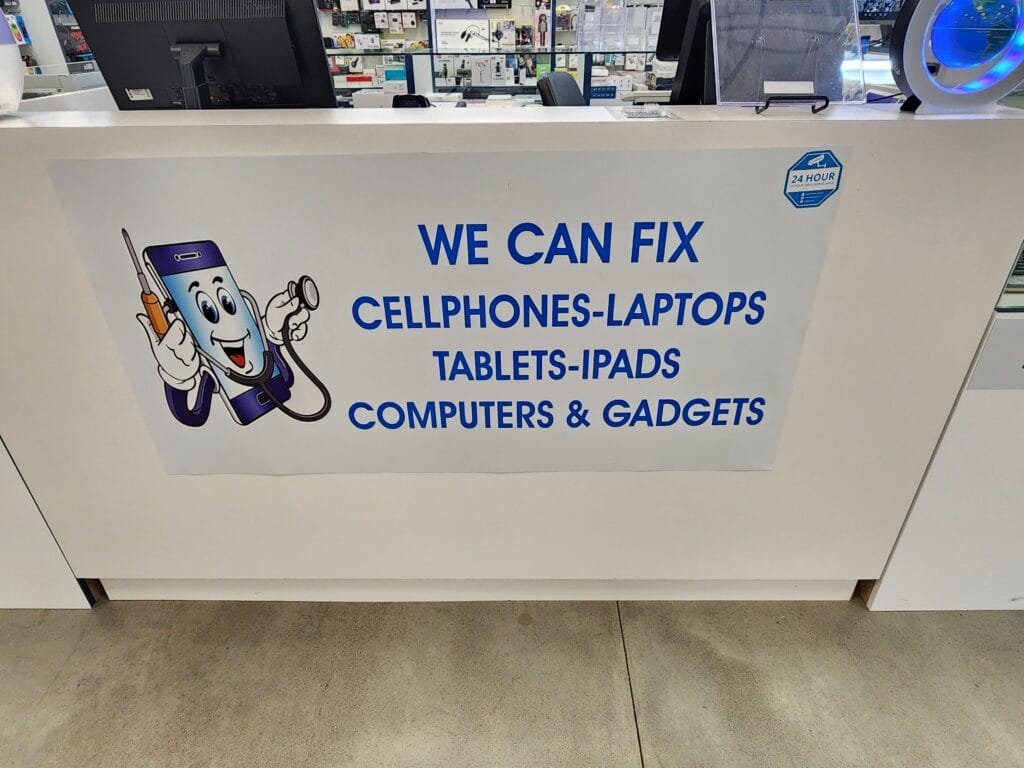 24 HOUR
WE CAN FIX
CELLPHONES-LAPTOPS
TABLETS-IPADS
COMPUTERS & GADGETS